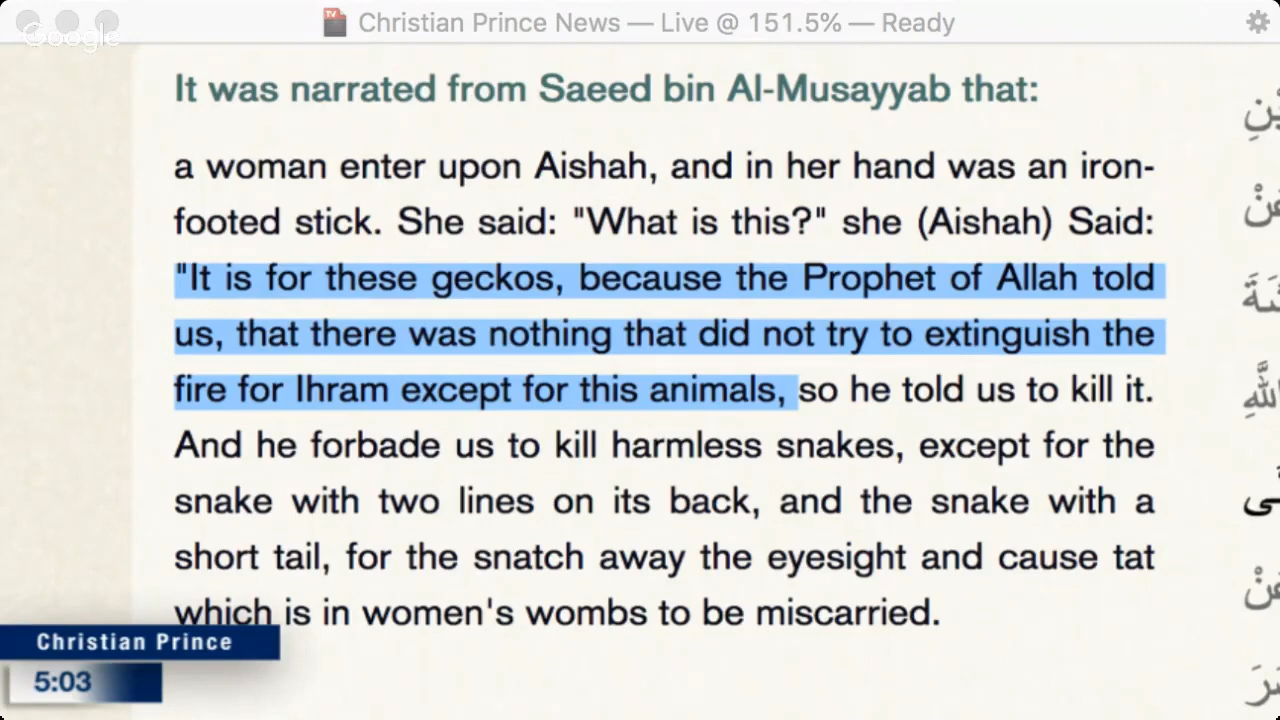 Google
TV
Christian Prince News — Live @ 151.5% — Ready
It was narrated from Saeed bin Al-Musayyab that:
a woman enter upon Aishah, and in her hand was an iron-
footed stick. She said: "What is this?" she (Aishah) Said:
"It is for these geckos, because the Prophet of Allah told
us, that there was nothing that did not try to extinguish the
fire for Ihram except for this animals, so he told us to kill it.
And he forbade us to kill harmless snakes, except for the
snake with two lines on its back, and the snake with a
short tail, for the snatch away the eyesight and cause tat
which is in women's wombs to be miscarried.
Christian Prince
5:03